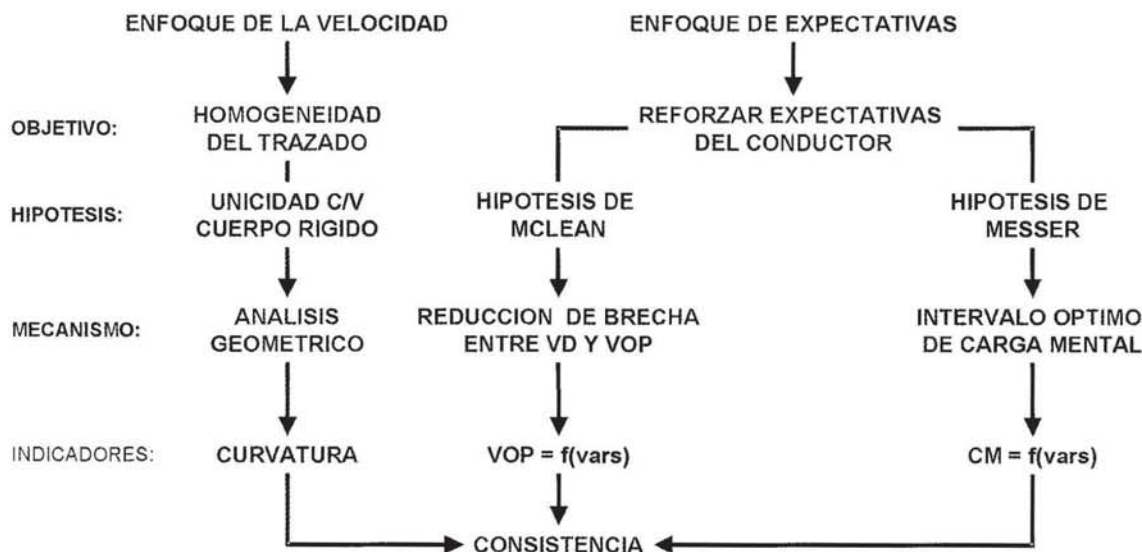 ENFOQUE DE LA VELOCIDAD
ENFOQUE DE EXPECTATIVAS
OBJETIVO:
HOMOGENEIDAD
DEL TRAZADO
REFORZAR EXPECTATIVAS
DEL CONDUCTOR
HIPOTESIS:
UNICIDAD C/V
CUERPO RIGIDO
HIPOTESIS DE
MCLEAN
HIPOTESIS DE
MESSER
MECANISMO:
ANALISIS
GEOMETRICO
REDUCCION DE BRECHA
ENTRE VD Y VOP
INTERVALO OPTIMO
DE CARGA MENTAL
INDICADORES:
CURVATURA
VOP = f(vars)
CM = f(vars)
CONSISTENCIA